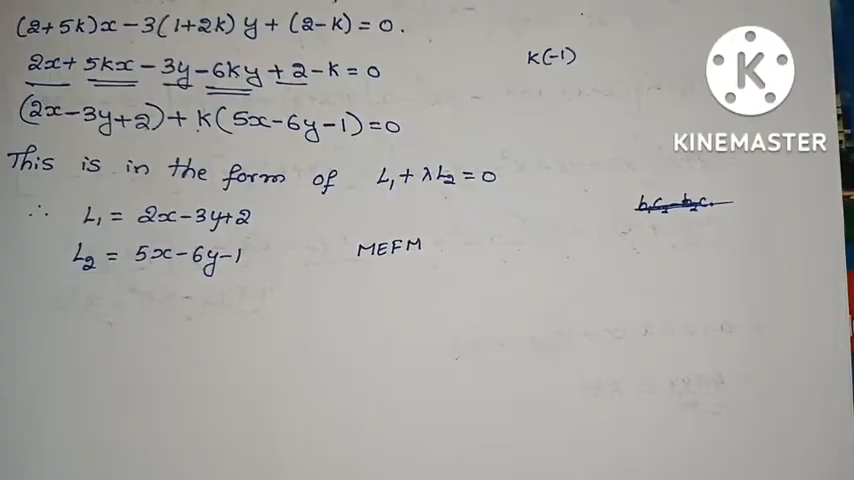 (2+5k)x-3(1+2k)y+(2-k)=0.
2x+5kx-3y-6ky+2-k=0
k(-1)
(2x-3y+2)+k(5x-6y-1)=0
This is in the form of L₁+λL₂=0
∴ L₁ = 2x-3y+2
L₂ = 5x-6y-1
MEFM
b₁c₂-b₂c₁
K
KINEMASTER